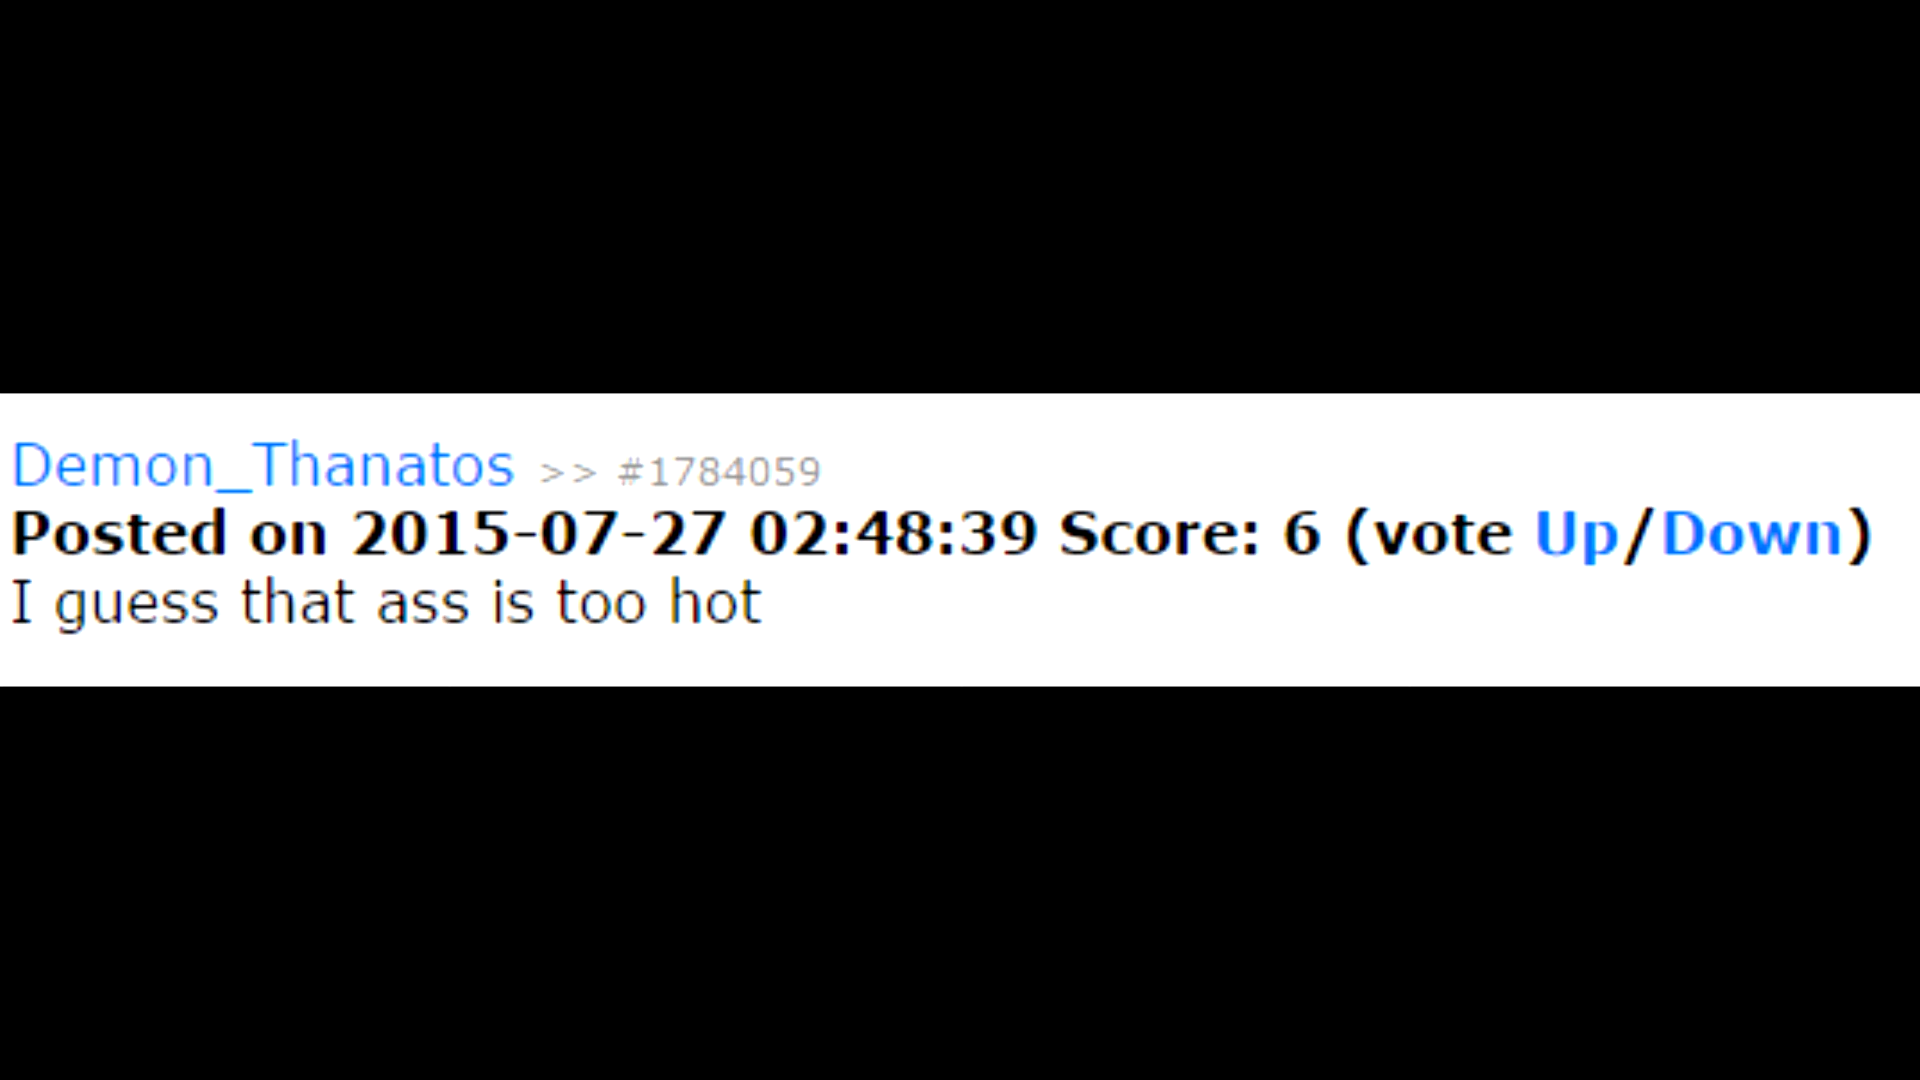 Demon_Thanatos >> #1784059
Posted on 2015-07-27 02:48:39 Score: 6 (vote Up/Down)
I guess that ass is too hot